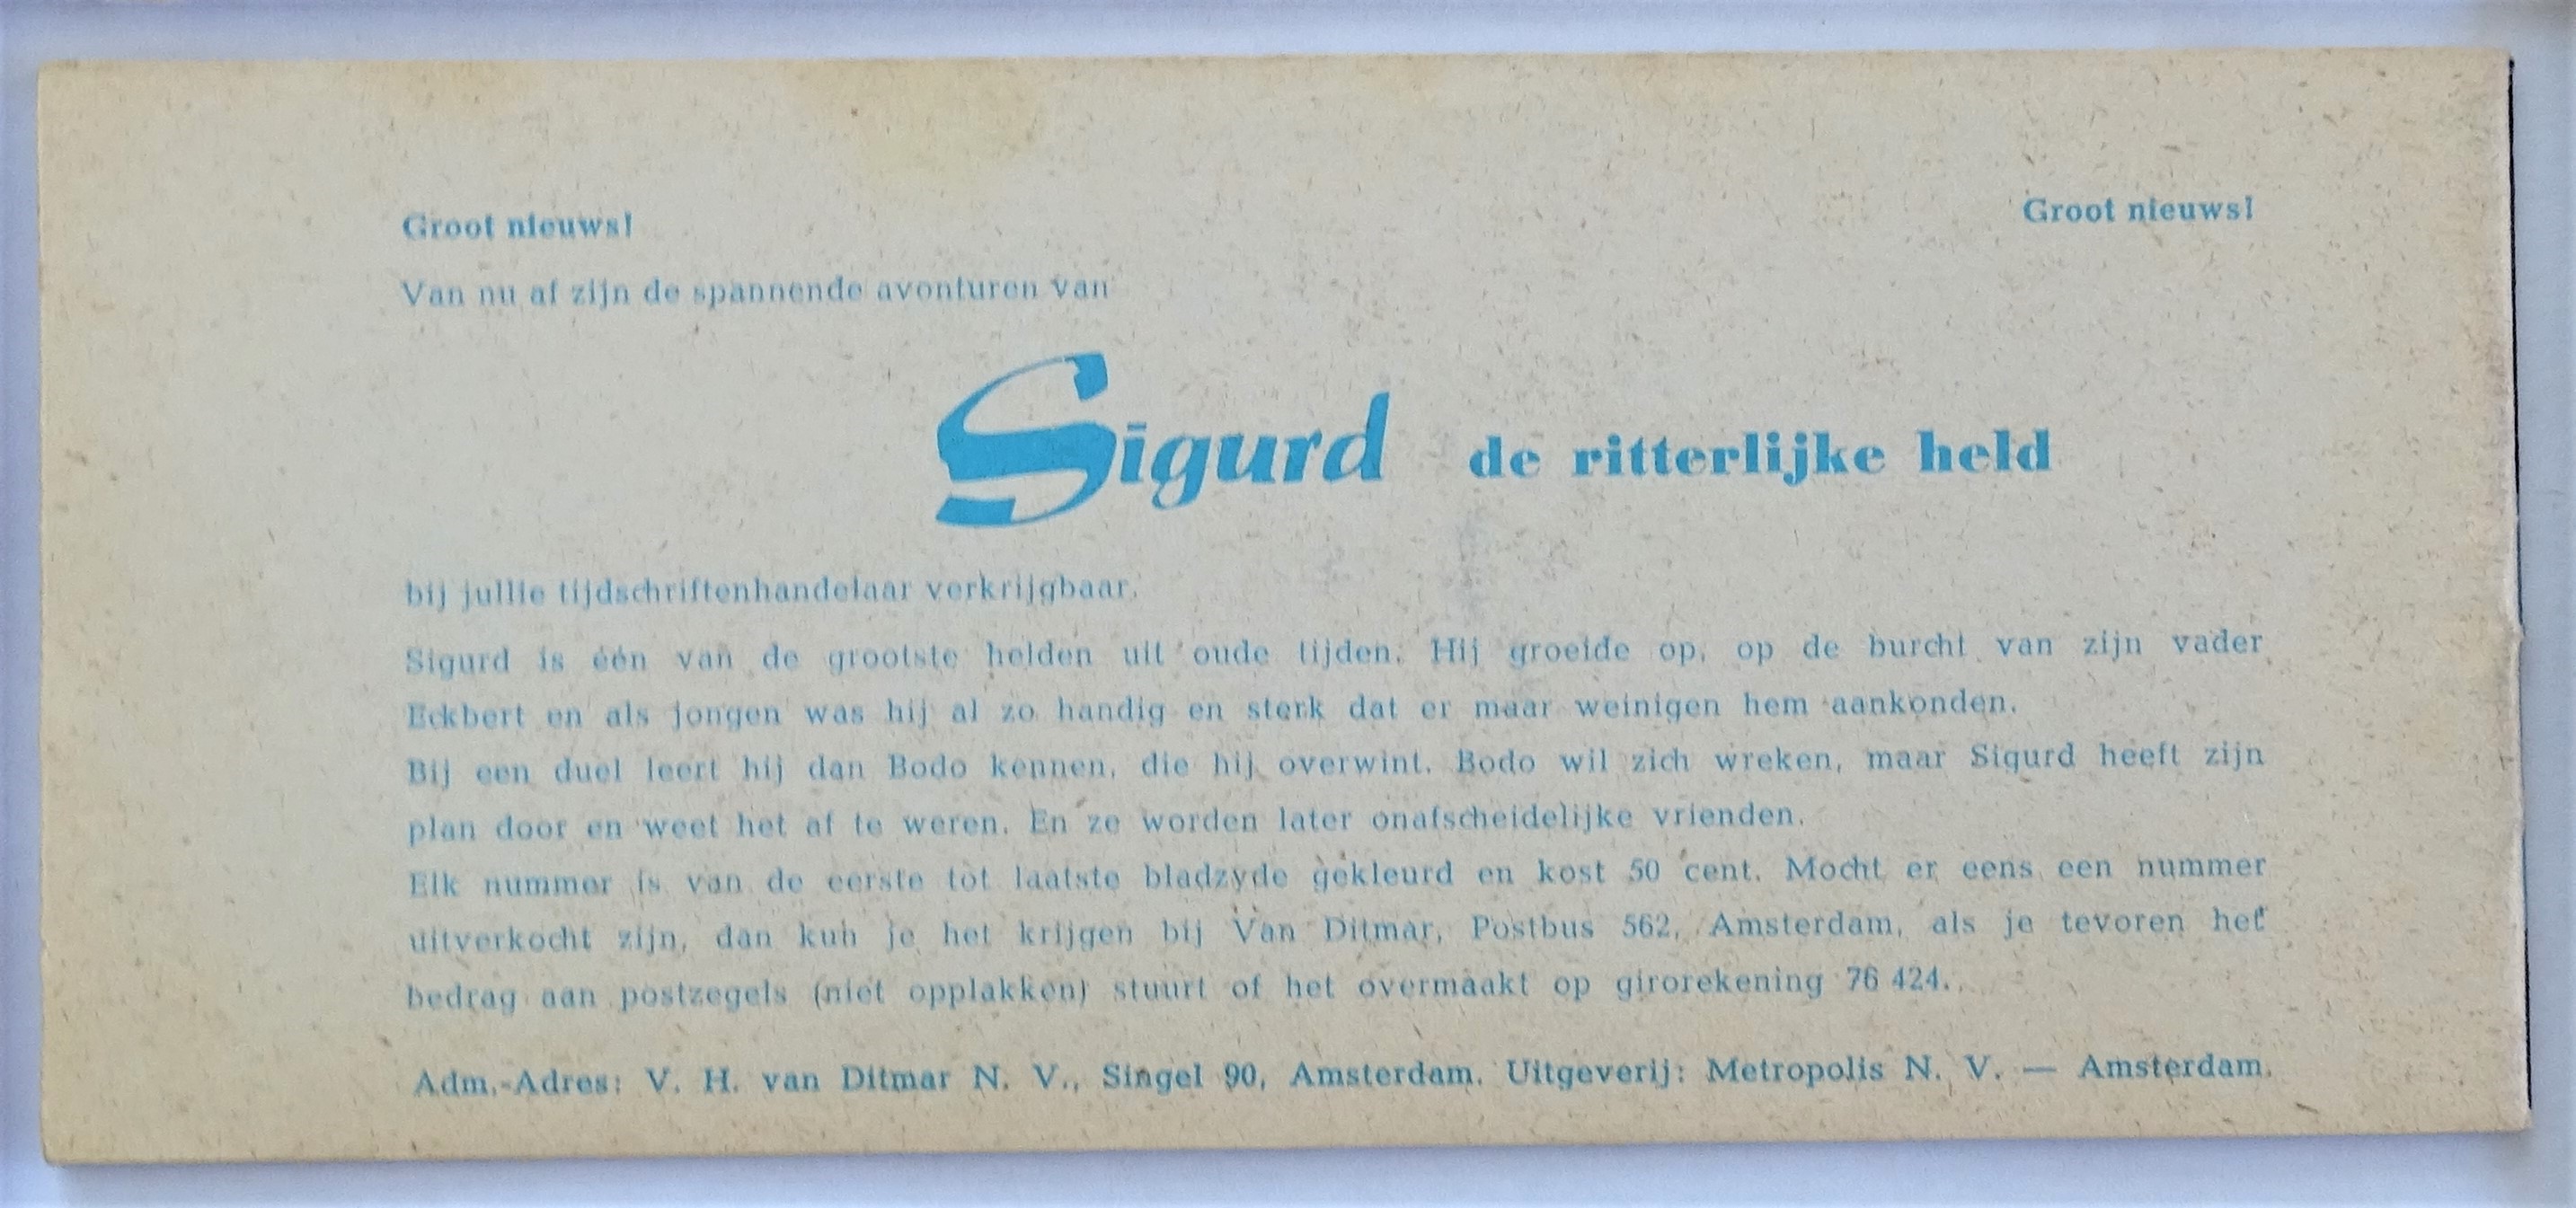 Groot nieuws! Groot nieuws!
Van nu af zijn de spannende avonturen van
Sigurd de ritterlijke held
bij jullie tijdschriftenhandelaar verkrijgbaar.
Sigurd is één van de grootste helden uit oude tijden. Hij groeide op, op de burcht van zijn vader
Eckbert en als jongen was hij al zo handig en sterk dat er maar weinigen hem aankonden.
Bij een duel leert hij dan Bodo kennen, die hij overwint. Bodo wil zich wreken, maar Sigurd heeft zijn
plan door en weet het af te weren. En ze worden later onafscheidelijke vrienden.
Elk nummer is van de eerste tot laatste bladzyde gekleurd en kost 50 cent. Mocht er eens een nummer
uitverkocht zijn, dan kun je het krijgen bij Van Ditmar, Postbus 562, Amsterdam, als je tevoren het
bedrag aan postzegels (niet opplakken) stuurt of het overmaakt op girorekening 76 424.
Adm.-Adres: V. H. van Ditmar N. V., Singel 90, Amsterdam. Uitgeverij: Metropolis N. V. — Amsterdam.